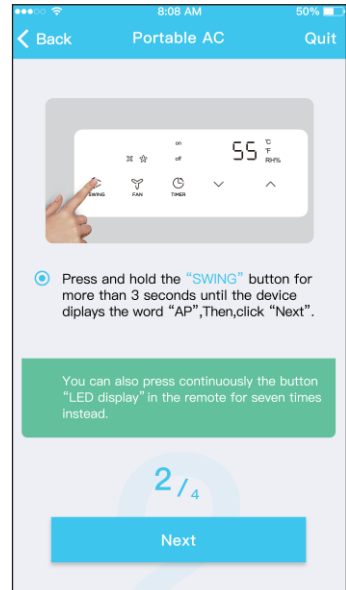 8:08 AM
50%
Back
Portable AC
Quit
on
off
55
°C
°F
RH%
SWING
FAN
TIMER
Press and hold the “SWING” button for
more than 3 seconds until the device
diplays the word “AP”,Then,click “Next”.
You can also press continuously the button
“LED display” in the remote for seven times
instead.
2/4
Next